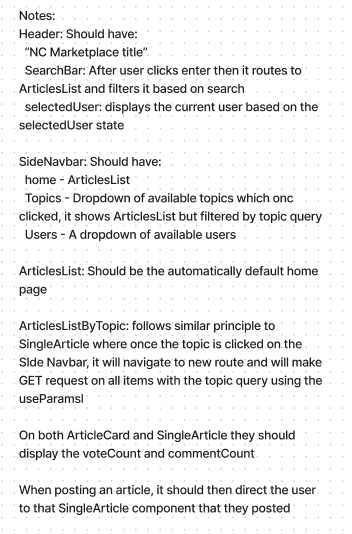 Notes:
Header: Should have:
“NC Marketplace title”
SearchBar: After user clicks enter then it routes to
ArticlesList and filters it based on search
selectedUser: displays the current user based on the
selectedUser state
SideNavbar: Should have:
home - ArticlesList
Topics - Dropdown of available topics which onc
clicked, it shows ArticlesList but filtered by topic query
Users - A dropdown of available users
ArticlesList: Should be the automatically default home
page
ArticlesListByTopic: follows similar principle to
SingleArticle where once the topic is clicked on the
SIde Navbar, it will navigate to new route and will make
GET request on all items with the topic query using the
useParamsl
On both ArticleCard and SingleArticle they should
display the voteCount and commentCount
When posting an article, it should then direct the user
to that SingleArticle component that they posted